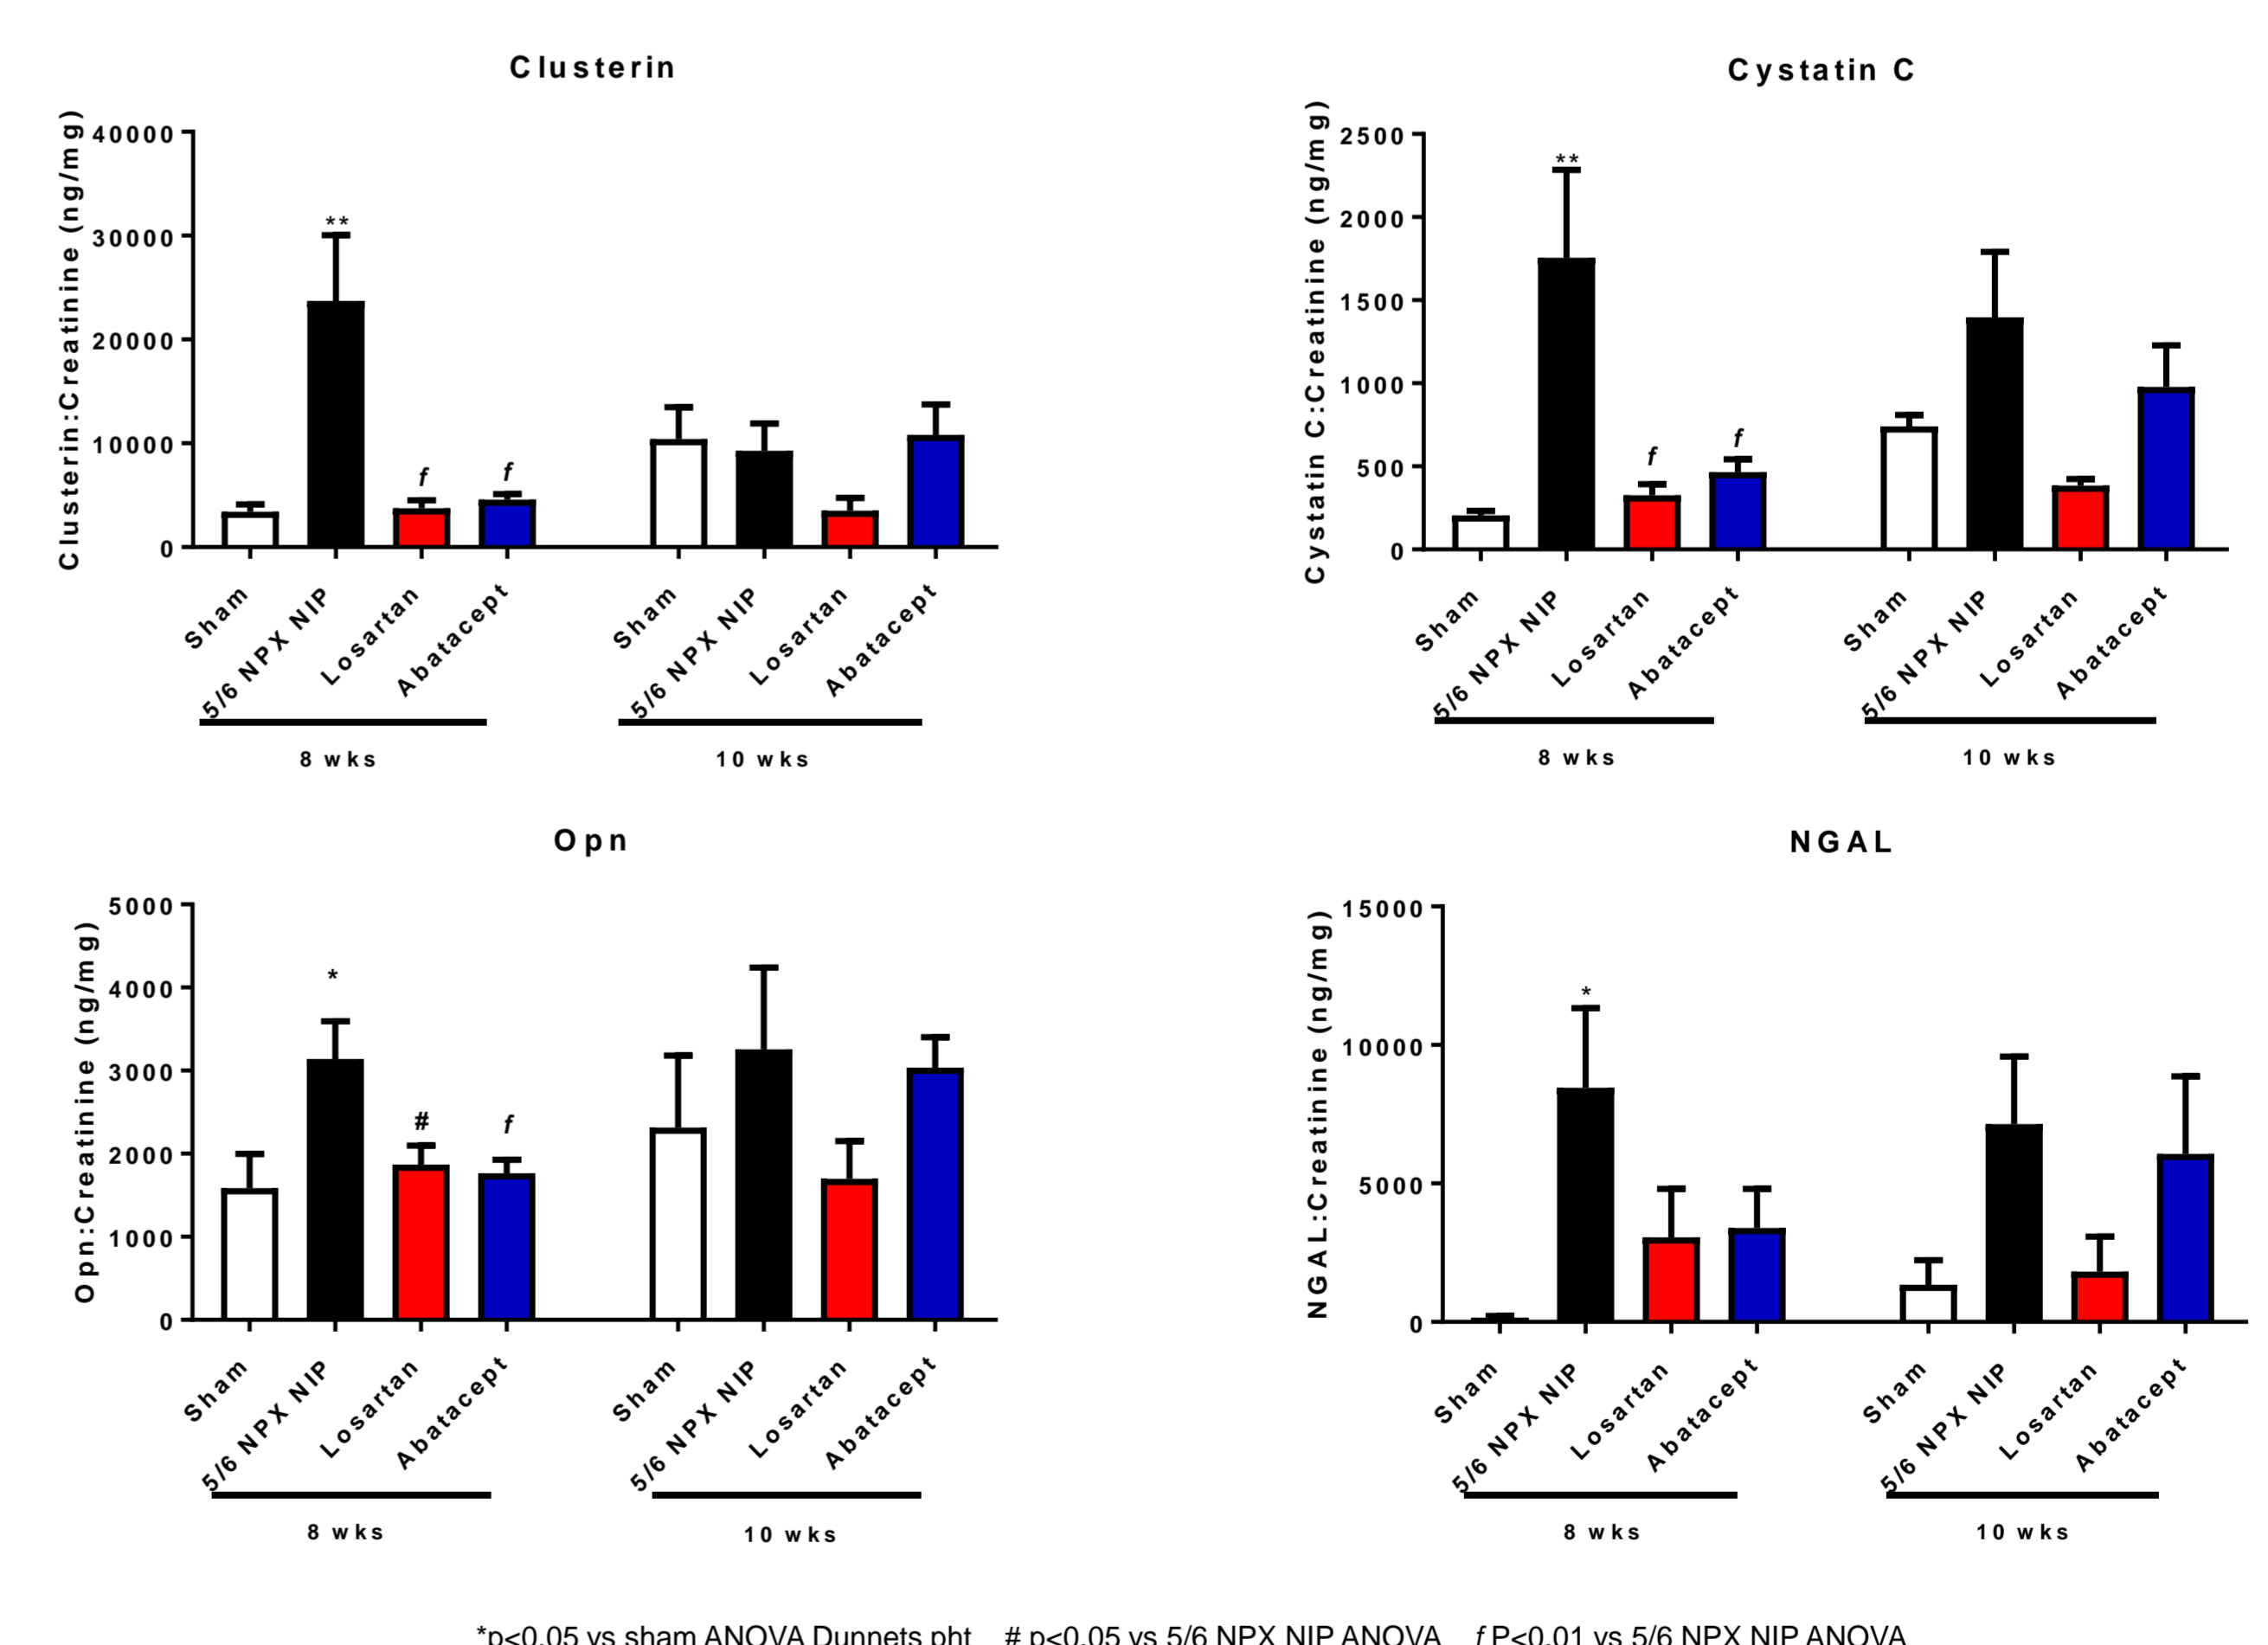 Clusterin
Clusterin:Creatinine (ng/mg)
40000
30000
20000
10000
0
**
f
f
Sham
5/6 NPX NIP
Losartan
Abatacept
Sham
5/6 NPX NIP
Losartan
Abatacept
8 wks
10 wks
Cystatin C
Cystatin C:Creatinine (ng/mg)
2500
2000
1500
1000
500
0
**
f
f
Sham
5/6 NPX NIP
Losartan
Abatacept
Sham
5/6 NPX NIP
Losartan
Abatacept
8 wks
10 wks
Opn
Opn:Creatinine (ng/mg)
5000
4000
3000
2000
1000
0
*
#
f
Sham
5/6 NPX NIP
Losartan
Abatacept
Sham
5/6 NPX NIP
Losartan
Abatacept
8 wks
10 wks
NGAL
NGAL:Creatinine (ng/mg)
15000
10000
5000
0
*
Sham
5/6 NPX NIP
Losartan
Abatacept
Sham
5/6 NPX NIP
Losartan
Abatacept
8 wks
10 wks
*p<0.05 vs sham ANOVA Dunnets pht # p<0.05 vs 5/6 NPX NIP ANOVA f P<0.01 vs 5/6 NPX NIP ANOVA